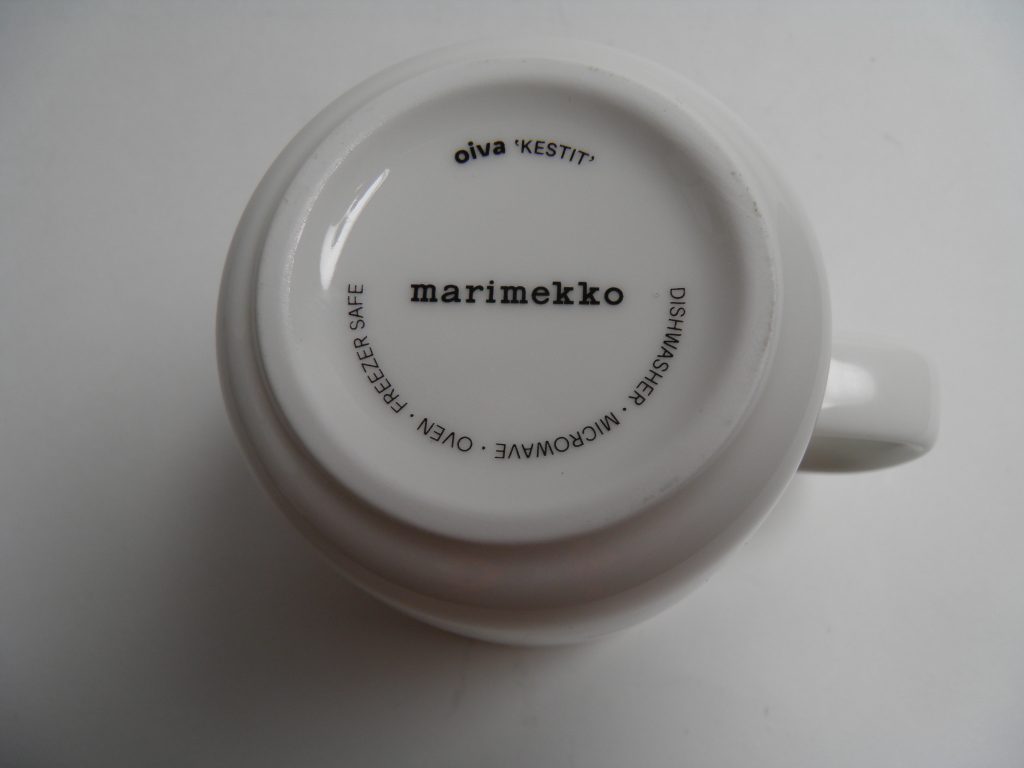 oiva 'KESTIT'
marimekko
DISHWASHER · MICROWAVE · OVEN · FREEZER SAFE